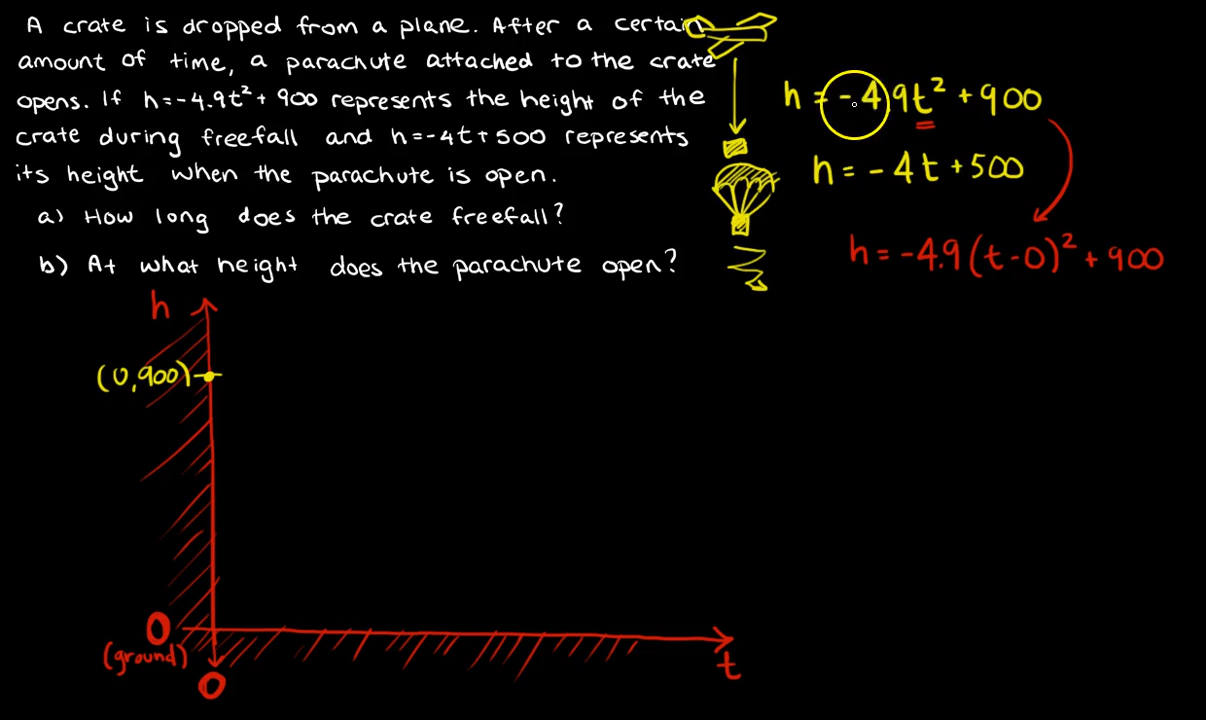 A crate is dropped from a plane. After a certain
amount of time, a parachute attached to the crate
opens. If h=-4.9t²+900 represents the height of the
crate during freefall and h=-4t+500 represents
its height when the parachute is open.
a) How long does the crate freefall?
b) At what height does the parachute open?
h = -4.9t² + 900
h = -4t + 500
h = -4.9(t-0)² + 900
h
(0,900)
0
(ground)
0
t